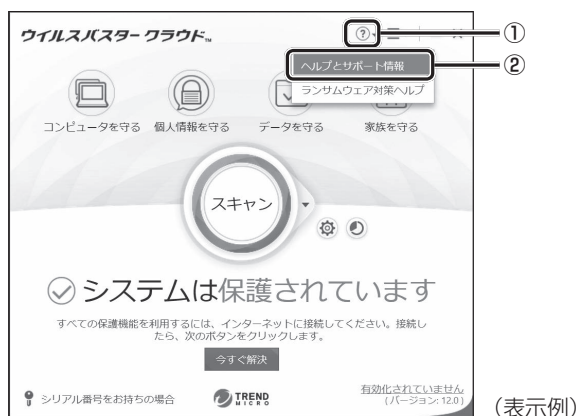 ウイルスバスター クラウド™
①
ヘルプとサポート情報
②
ランサムウェア対策ヘルプ
コンピュータを守る 個人情報を守る データを守る 家族を守る
スキャン
システムは保護されています
すべての保護機能を利用するには、インターネットに接続してください。接続し
たら、次のボタンをクリックします。
今すぐ解決
シリアル番号をお持ちの場合
TREND
MICRO
有効化されていません
(バージョン: 12.0)
(表示例)